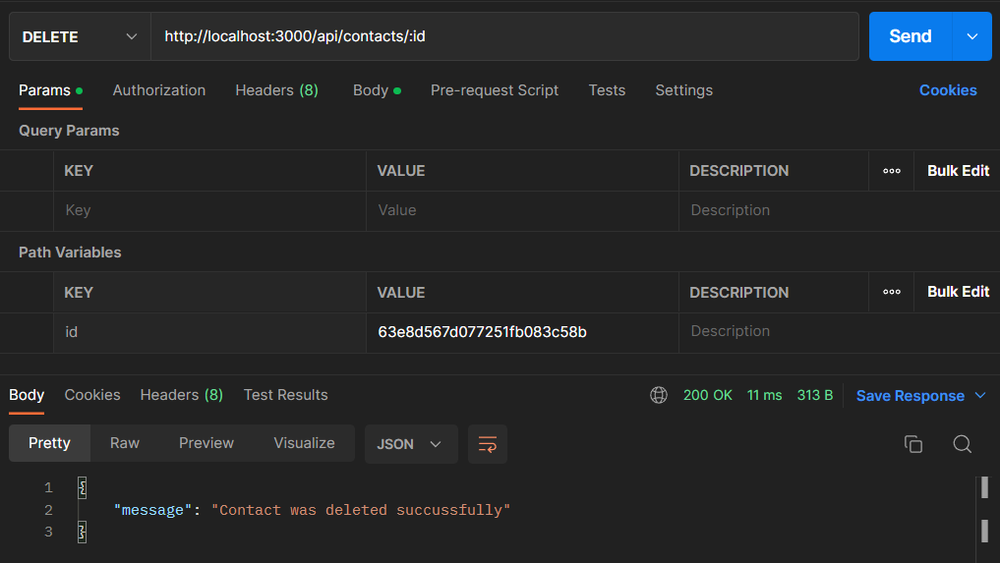 DELETE http://localhost:3000/api/contacts/:id Send
Params Authorization Headers (8) Body Pre-request Script Tests Settings Cookies
Query Params
KEY VALUE DESCRIPTION Bulk Edit
Key Value Description
Path Variables
KEY VALUE DESCRIPTION Bulk Edit
id 63e8d567d077251fb083c58b Description
Body Cookies Headers (8) Test Results 200 OK 11 ms 313 B Save Response
Pretty Raw Preview Visualize JSON
1 {
2 "message": "Contact was deleted succussfully"
3 }